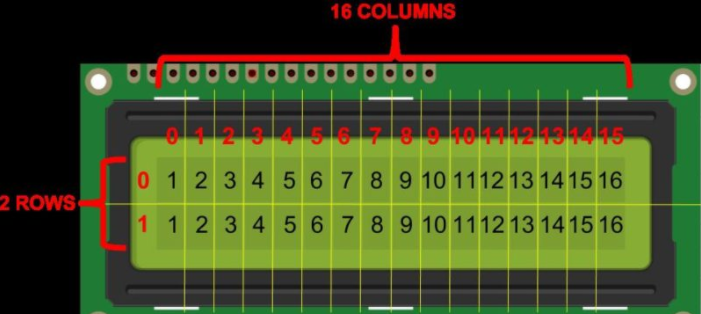 16 COLUMNS
0 1 2 3 4 5 6 7 8 9 10 11 12 13 14 15
0 1 2 3 4 5 6 7 8 9 10 11 12 13 14 15 16
2 ROWS
1 1 2 3 4 5 6 7 8 9 10 11 12 13 14 15 16